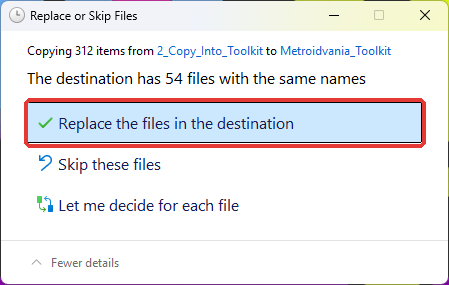 Replace or Skip Files
Copying 312 items from 2_Copy_Into_Toolkit to Metroidvania_Toolkit
The destination has 54 files with the same names
Replace the files in the destination
Skip these files
Let me decide for each file
Fewer details